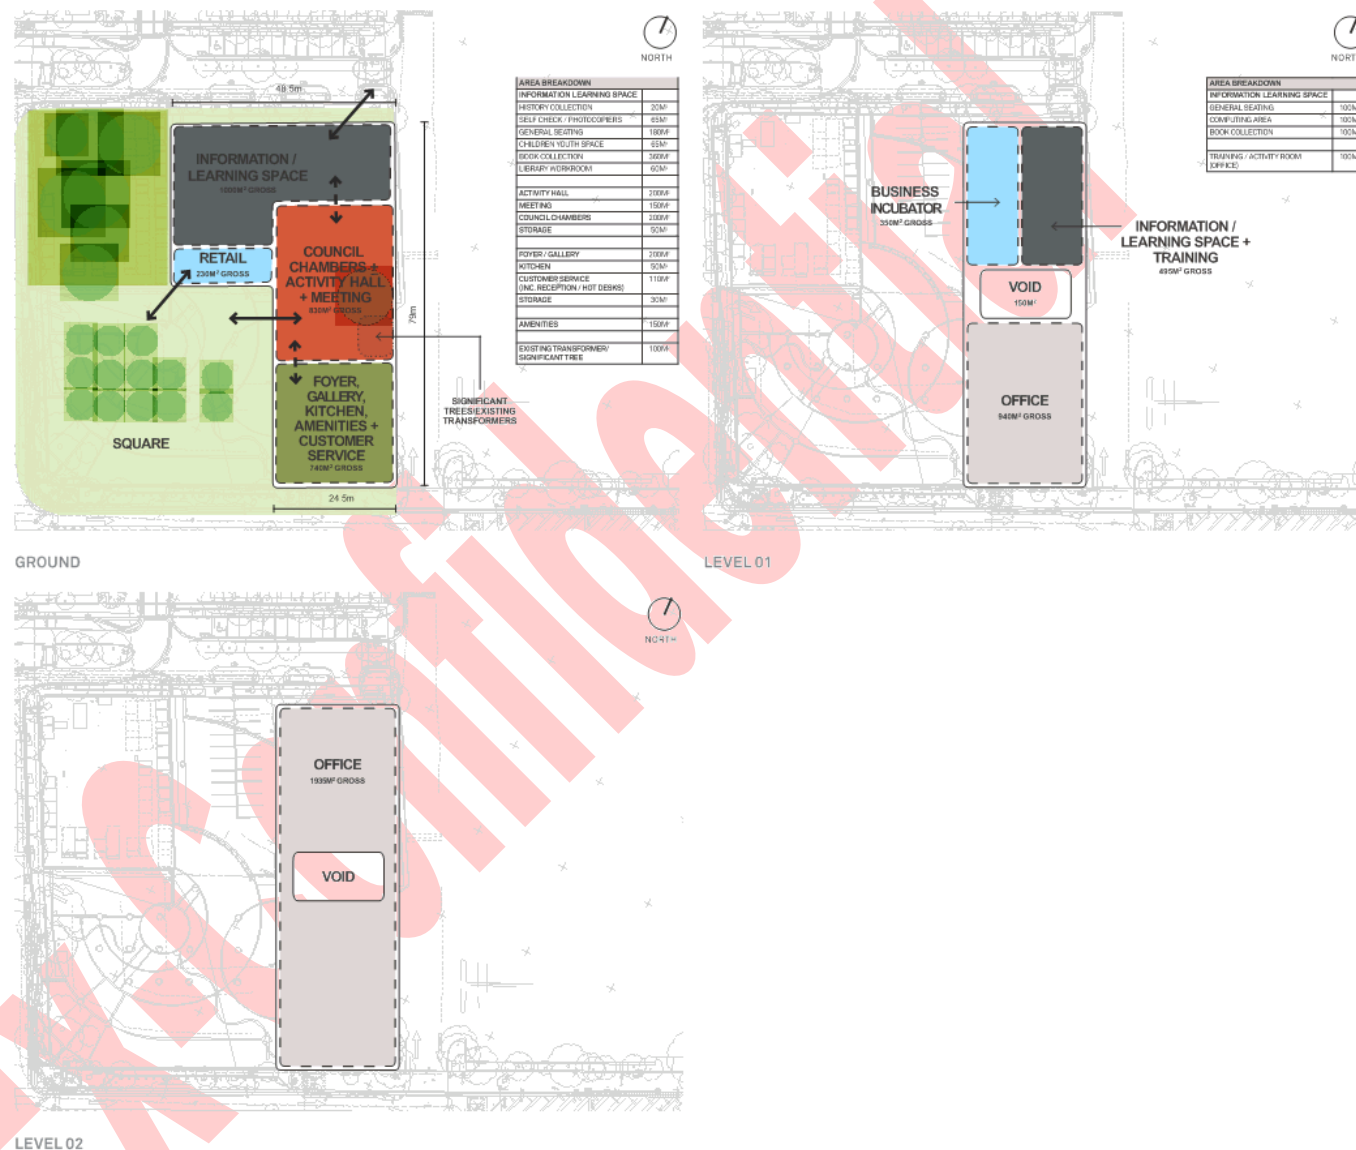 NORTH
48.5m
AREA BREAKDOWN
INFORMATION LEARNING SPACE
HISTORY COLLECTION 20M²
SELF CHECK / PHOTOCOPIERS 65M²
GENERAL SEATING 180M²
CHILDREN YOUTH SPACE 65M²
BOOK COLLECTION 360M²
LIBRARY WORKROOM 60M²
ACTIVITY HALL 200M²
MEETING 150M²
COUNCIL CHAMBERS 200M²
STORAGE 50M²
FOYER / GALLERY 200M²
KITCHEN 50M²
CUSTOMER SERVICE 110M²
(INC. RECEPTION / HOT DESKS)
STORAGE 30M²
AMENITIES 150M²
EXISTING TRANSFORMER/ 100M²
SIGNIFICANT TREE
INFORMATION /
LEARNING SPACE
1000M² GROSS
RETAIL
230M² GROSS
COUNCIL
CHAMBERS +
ACTIVITY HALL
+ MEETING
830M² GROSS
79m
FOYER,
GALLERY,
KITCHEN,
AMENITIES +
CUSTOMER
SERVICE
740M² GROSS
SIGNIFICANT
TREES/EXISTING
TRANSFORMERS
SQUARE
24.5m
GROUND
NORTH
AREA BREAKDOWN
INFORMATION LEARNING SPACE
GENERAL SEATING 100M
COMPUTING AREA 100M
BOOK COLLECTION 100M
TRAINING / ACTIVITY ROOM 100M
(OFFICE)
BUSINESS
INCUBATOR
350M² GROSS
INFORMATION /
LEARNING SPACE +
TRAINING
495M² GROSS
VOID
150M²
OFFICE
940M² GROSS
LEVEL 01
NORTH
OFFICE
1935M² GROSS
VOID
LEVEL 02
x-Confidential